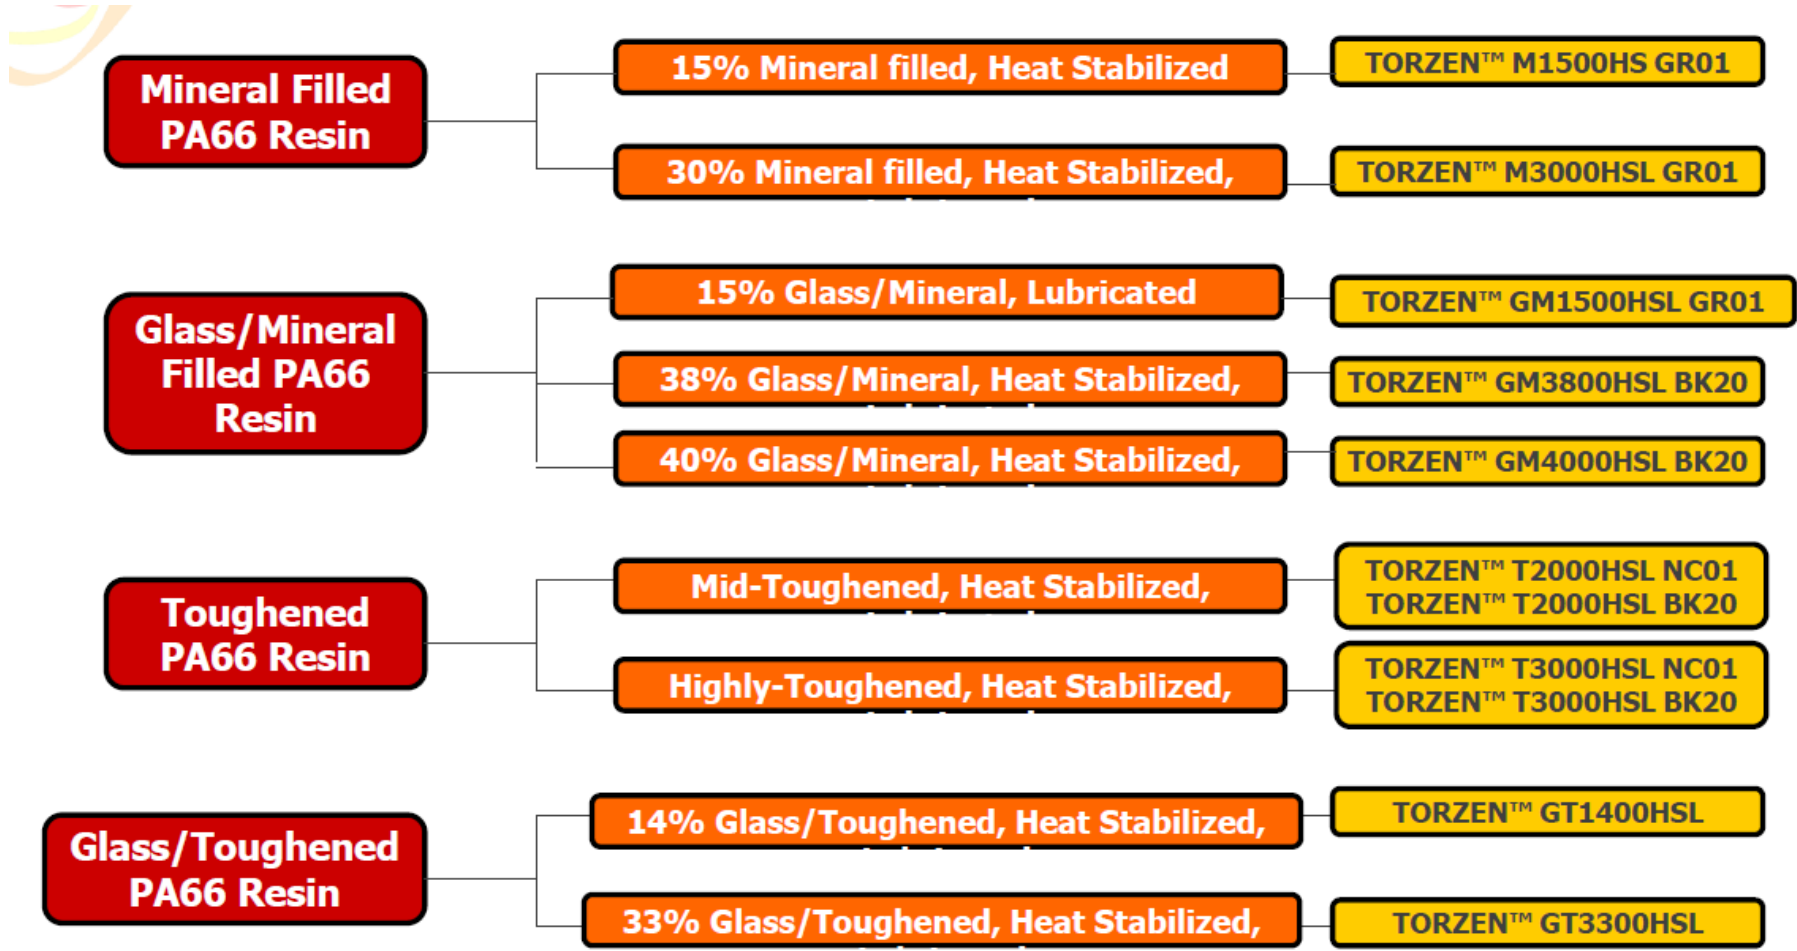 Mineral Filled
PA66 Resin
15% Mineral filled, Heat Stabilized
TORZEN™ M1500HS GR01
30% Mineral filled, Heat Stabilized,
TORZEN™ M3000HSL GR01
Glass/Mineral
Filled PA66
Resin
15% Glass/Mineral, Lubricated
TORZEN™ GM1500HSL GR01
38% Glass/Mineral, Heat Stabilized,
TORZEN™ GM3800HSL BK20
40% Glass/Mineral, Heat Stabilized,
TORZEN™ GM4000HSL BK20
Toughened
PA66 Resin
Mid-Toughened, Heat Stabilized,
TORZEN™ T2000HSL NC01
TORZEN™ T2000HSL BK20
Highly-Toughened, Heat Stabilized,
TORZEN™ T3000HSL NC01
TORZEN™ T3000HSL BK20
Glass/Toughened
PA66 Resin
14% Glass/Toughened, Heat Stabilized,
TORZEN™ GT1400HSL
33% Glass/Toughened, Heat Stabilized,
TORZEN™ GT3300HSL